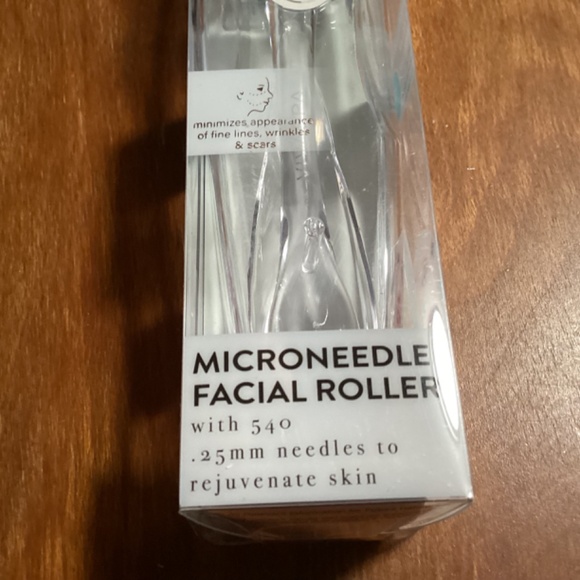 minimizes appearance
of fine lines, wrinkles
& scars
MICRONEEDLE
FACIAL ROLLER
with 540
.25mm needles to
rejuvenate skin